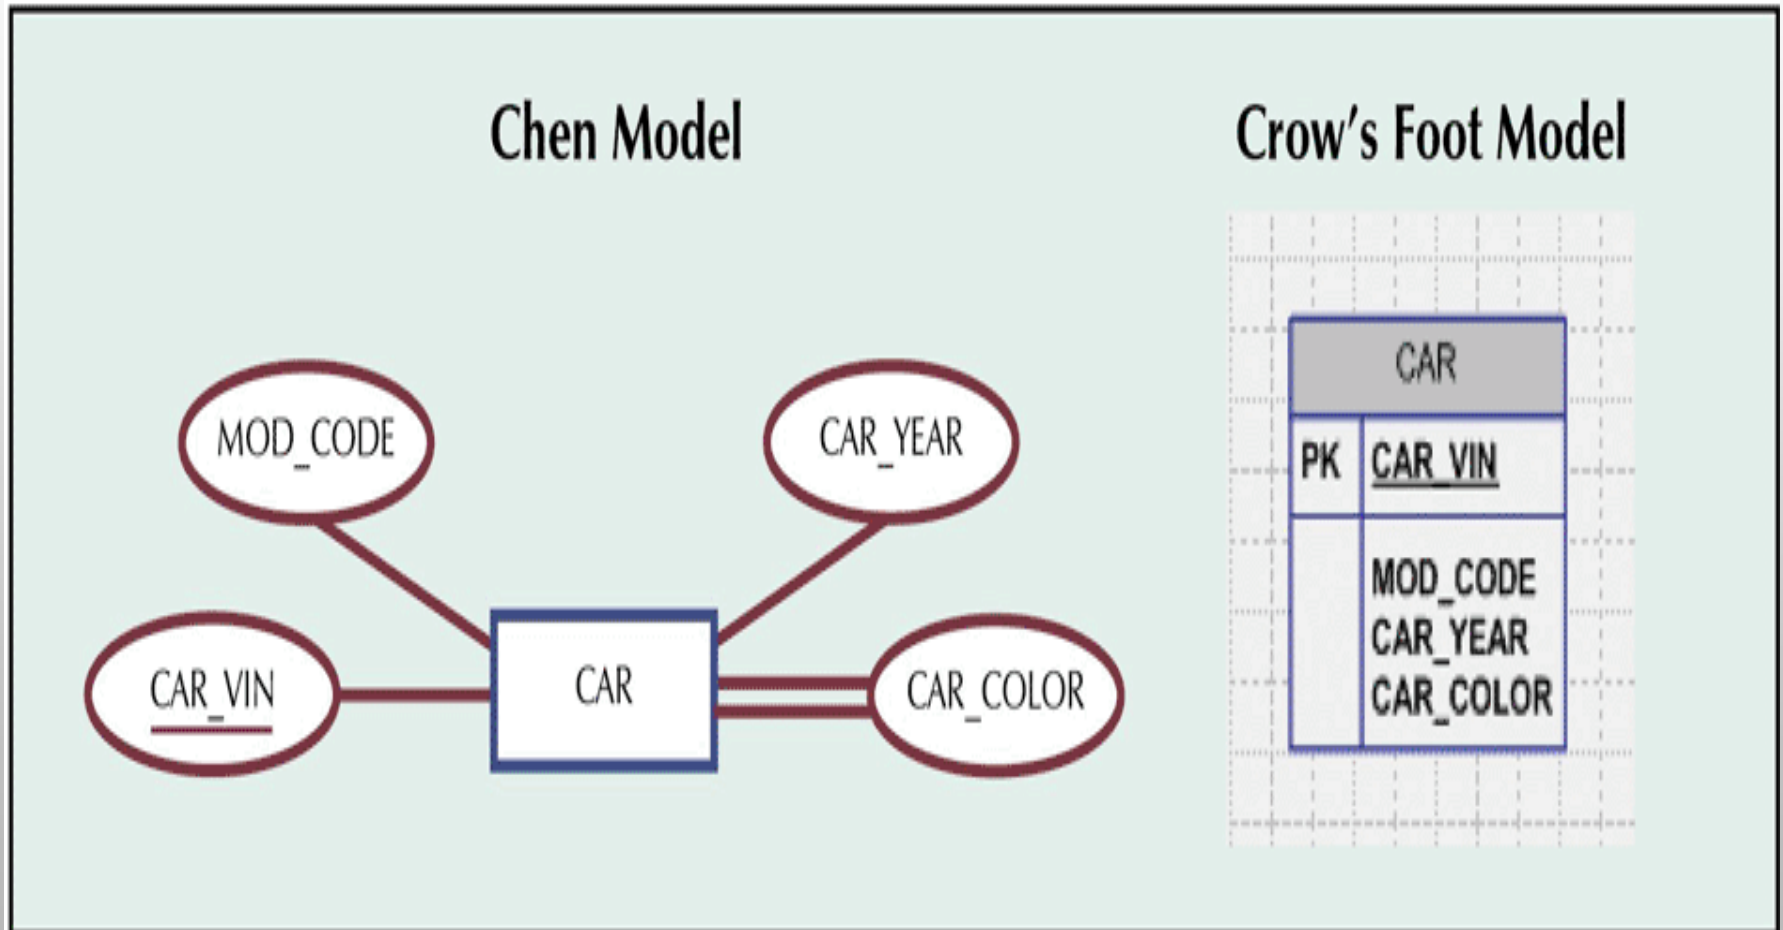 Chen Model
Crow's Foot Model
MOD_CODE
CAR_YEAR
CAR_VIN
CAR
CAR_COLOR
CAR
PK CAR_VIN
MOD_CODE
CAR_YEAR
CAR_COLOR